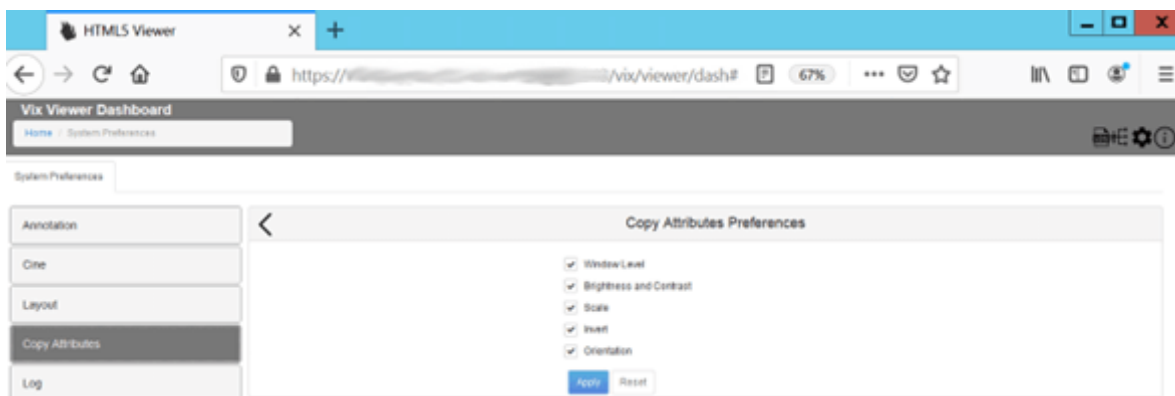 HTML5 Viewer
https:// /vix/viewer/dash# 67%
Vix Viewer Dashboard
Home / System Preferences
System Preferences
Annotation
Copy Attributes Preferences
Cine
Window Level
Brightness and Contrast
Layout
Scale
Invert
Copy Attributes
Orientation
Log
Apply Reset